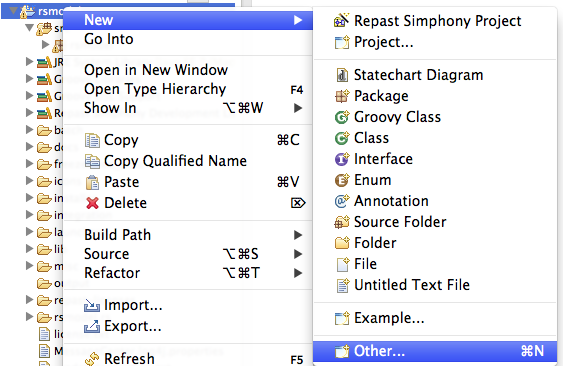 New
Go Into
Open in New Window
Open Type Hierarchy F4
Show In ⌥⌘W
Copy ⌘C
Copy Qualified Name
Paste ⌘V
Delete ⌦
Build Path
Source ⌥⌘S
Refactor ⌥⌘T
Import...
Export...
Refresh F5
Repast Simphony Project
Project...
Statechart Diagram
Package
Groovy Class
Class
Interface
Enum
Annotation
Source Folder
Folder
File
Untitled Text File
Example...
Other... ⌘N